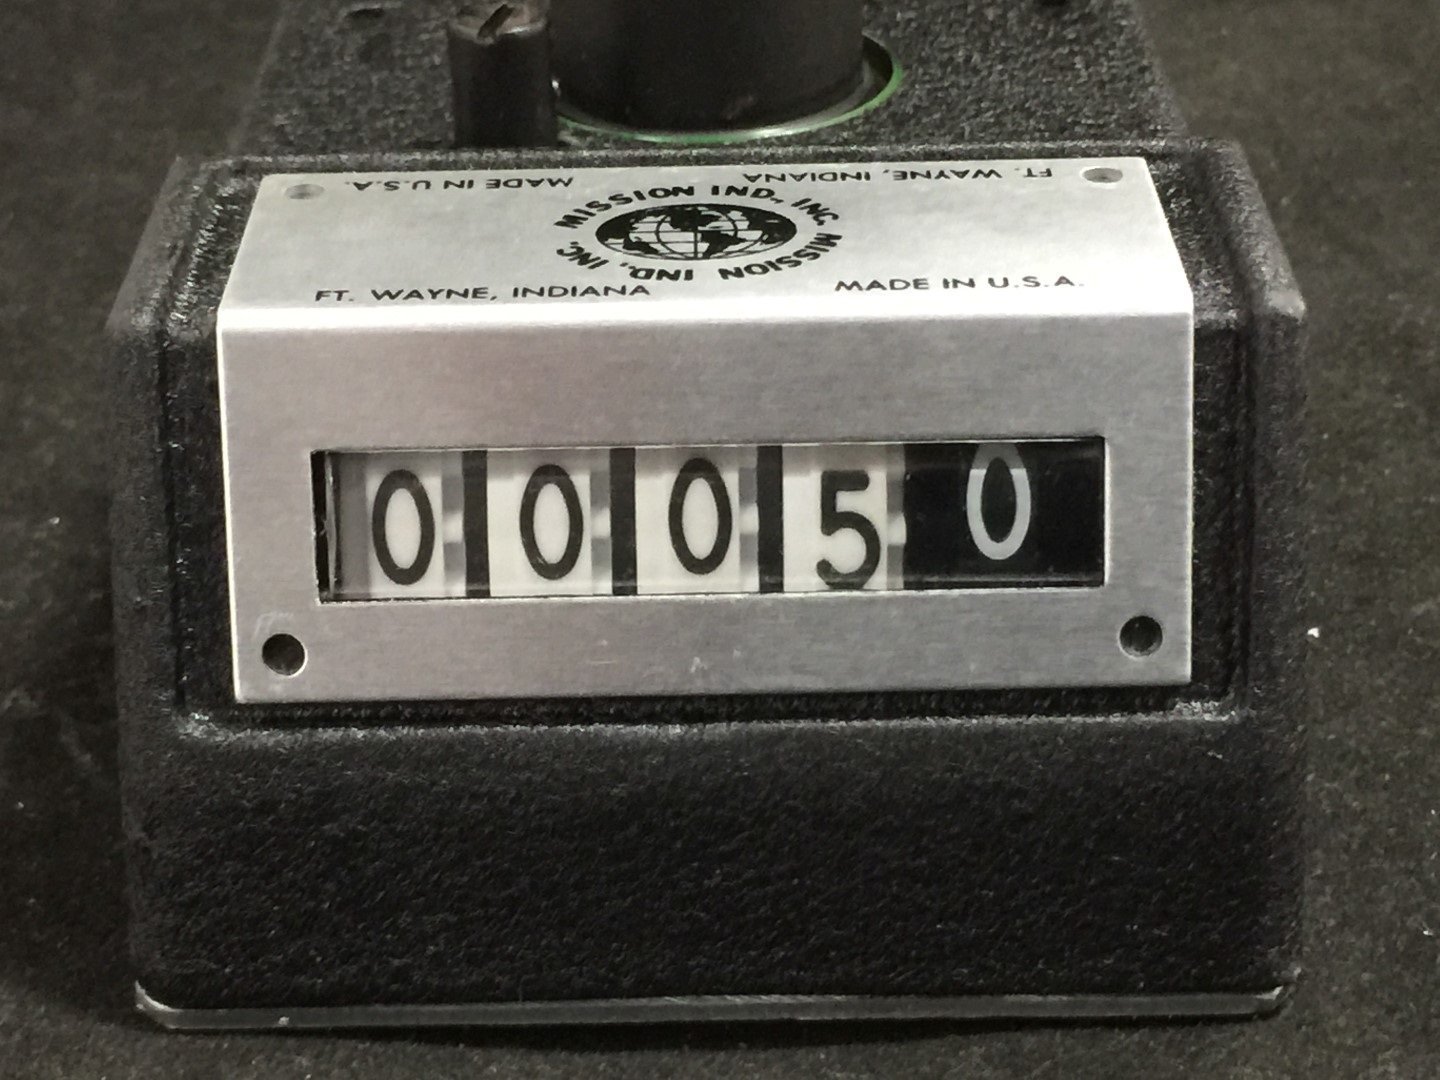 MADE IN U.S.A.
FT. WAYNE, INDIANA
MISSION IND., INC. MISSION IND., INC.
FT. WAYNE, INDIANA
MADE IN U.S.A.
0 0 0 5 0